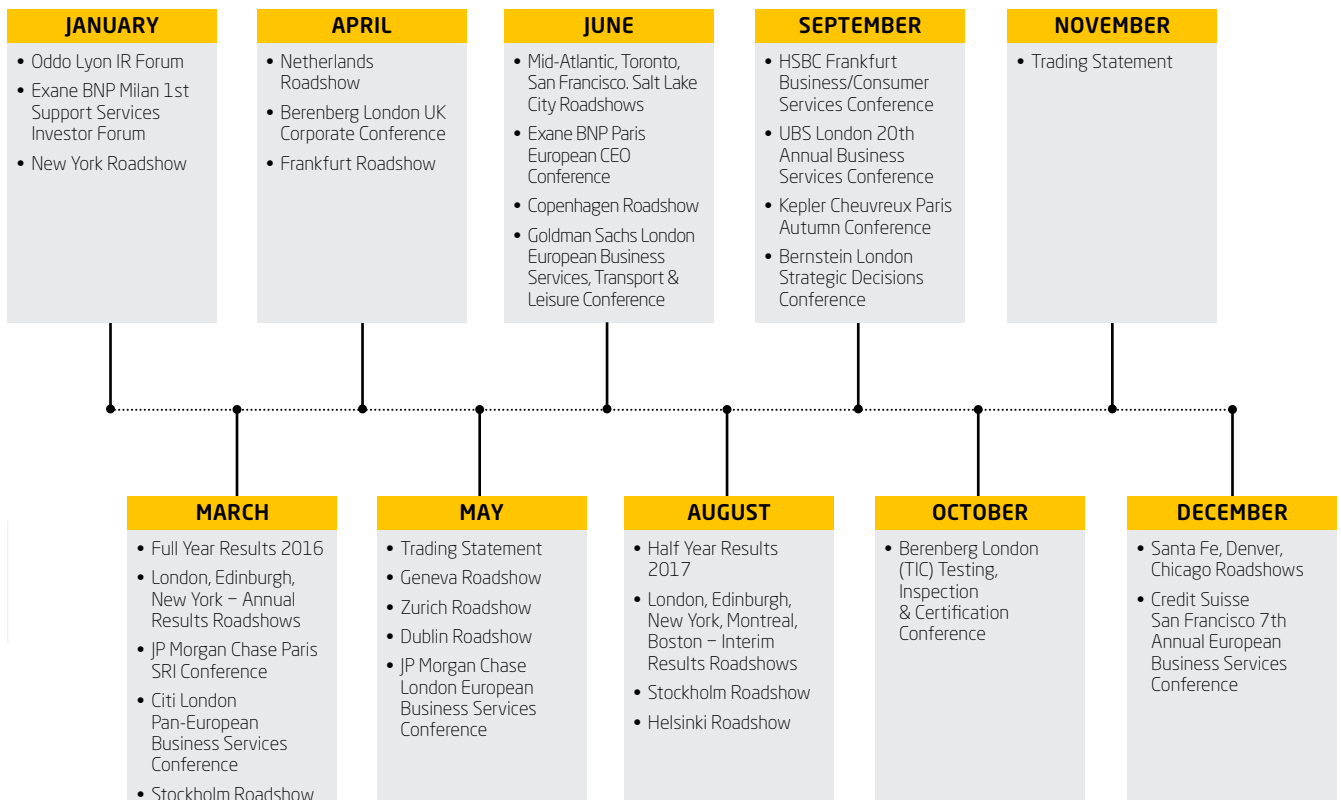 JANUARY
• Oddo Lyon IR Forum
• Exane BNP Milan 1st
Support Services
Investor Forum
• New York Roadshow
APRIL
• Netherlands
Roadshow
• Berenberg London UK
Corporate Conference
• Frankfurt Roadshow
JUNE
• Mid-Atlantic, Toronto,
San Francisco. Salt Lake
City Roadshows
• Exane BNP Paris
European CEO
Conference
• Copenhagen Roadshow
• Goldman Sachs London
European Business
Services, Transport &
Leisure Conference
SEPTEMBER
• HSBC Frankfurt
Business/Consumer
Services Conference
• UBS London 20th
Annual Business
Services Conference
• Kepler Cheuvreux Paris
Autumn Conference
• Bernstein London
Strategic Decisions
Conference
NOVEMBER
• Trading Statement
MARCH
• Full Year Results 2016
• London, Edinburgh,
New York – Annual
Results Roadshows
• JP Morgan Chase Paris
SRI Conference
• Citi London
Pan-European
Business Services
Conference
• Stockholm Roadshow
MAY
• Trading Statement
• Geneva Roadshow
• Zurich Roadshow
• Dublin Roadshow
• JP Morgan Chase
London European
Business Services
Conference
AUGUST
• Half Year Results
2017
• London, Edinburgh,
New York, Montreal,
Boston – Interim
Results Roadshows
• Stockholm Roadshow
• Helsinki Roadshow
OCTOBER
• Berenberg London
(TIC) Testing,
Inspection
& Certification
Conference
DECEMBER
• Santa Fe, Denver,
Chicago Roadshows
• Credit Suisse
San Francisco 7th
Annual European
Business Services
Conference